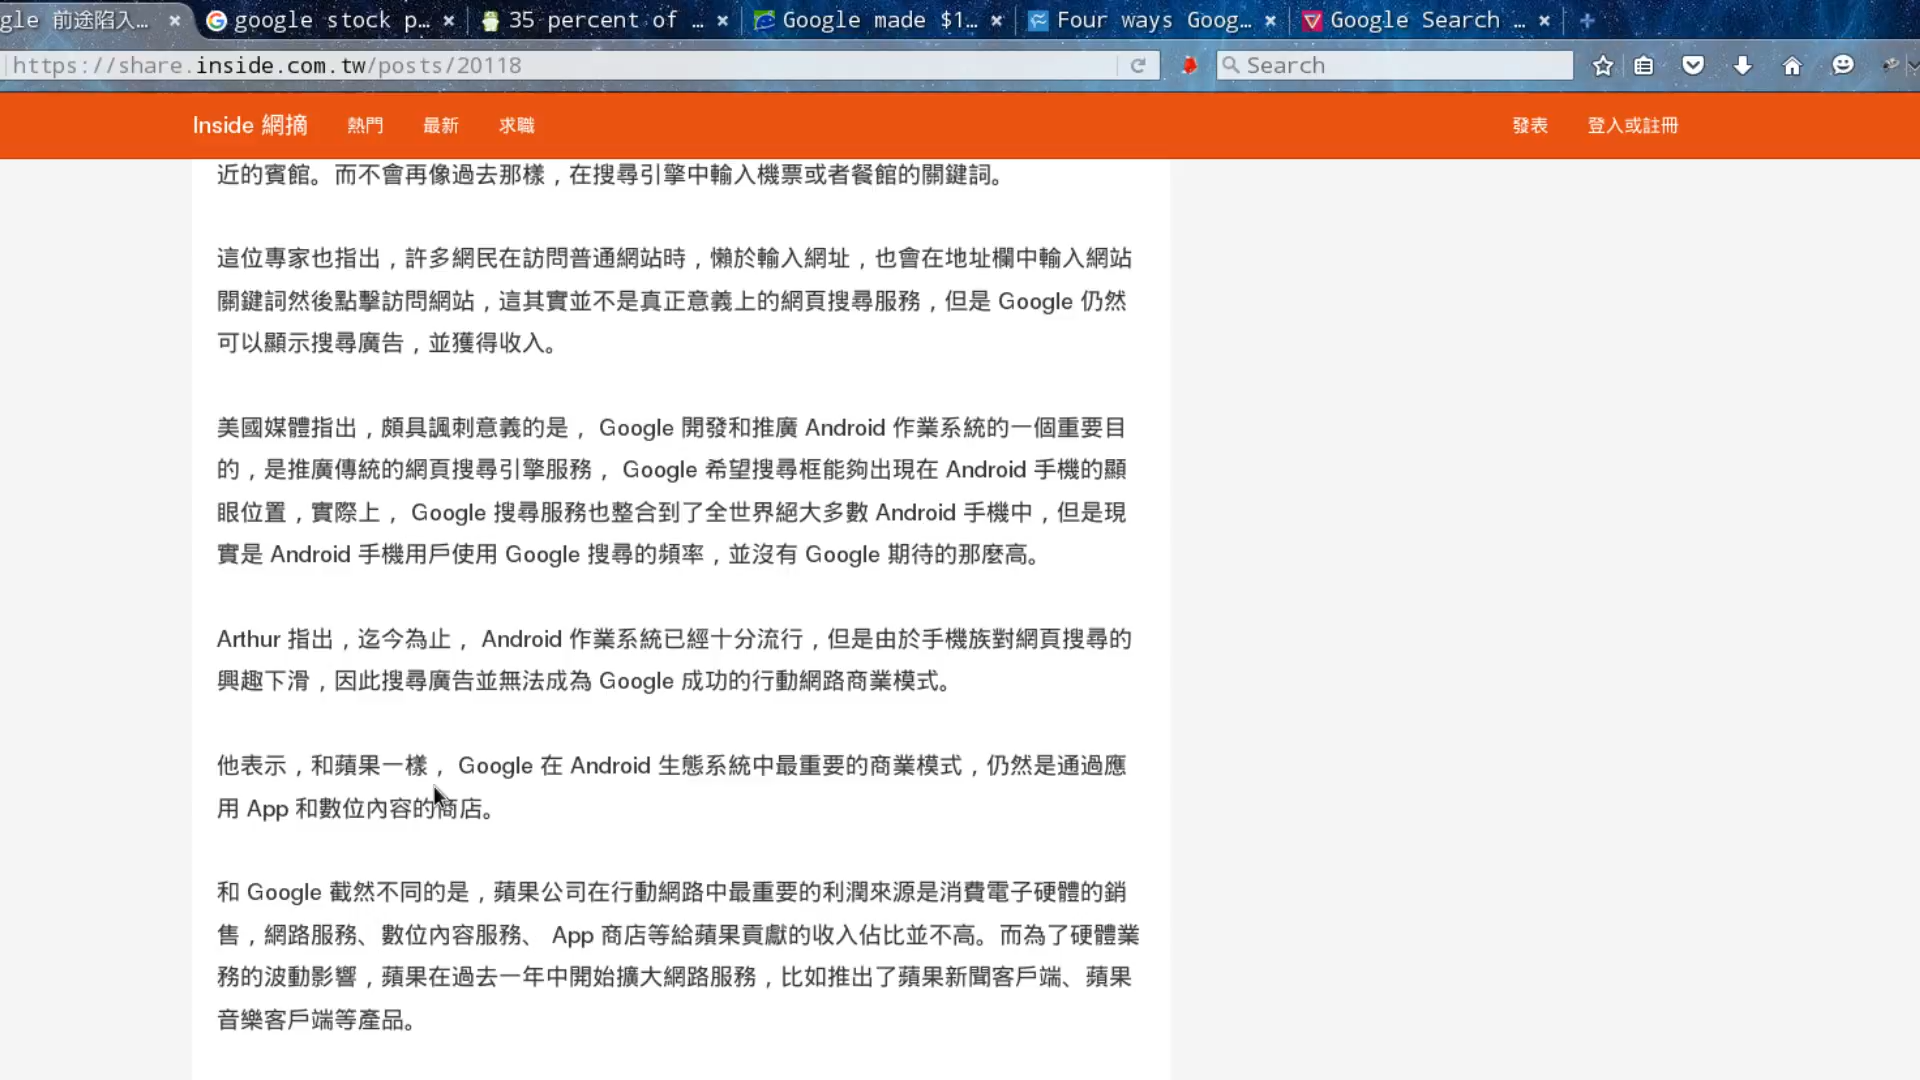 gle 前途陷入... google stock p... 35 percent of ... Google made $1... Four ways Goog... Google Search ...
https://share.inside.com.tw/posts/20118 Search
Inside 網摘 熱門 最新 求職 發表 登入或註冊
近的賓館。而不會再像過去那樣，在搜尋引擎中輸入機票或者餐館的關鍵詞。
這位專家也指出，許多網民在訪問普通網站時，懶於輸入網址，也會在地址欄中輸入網站
關鍵詞然後點擊訪問網站，這其實並不是真正意義上的網頁搜尋服務，但是 Google 仍然
可以顯示搜尋廣告，並獲得收入。
美國媒體指出，頗具諷刺意義的是， Google 開發和推廣 Android 作業系統的一個重要目
的，是推廣傳統的網頁搜尋引擎服務， Google 希望搜尋框能夠出現在 Android 手機的顯
眼位置，實際上， Google 搜尋服務也整合到了全世界絕大多數 Android 手機中，但是現
實是 Android 手機用戶使用 Google 搜尋的頻率，並沒有 Google 期待的那麼高。
Arthur 指出，迄今為止， Android 作業系統已經十分流行，但是由於手機族對網頁搜尋的
興趣下滑，因此搜尋廣告並無法成為 Google 成功的行動網路商業模式。
他表示，和蘋果一樣， Google 在 Android 生態系統中最重要的商業模式，仍然是通過應
用 App 和數位內容的商店。
和 Google 截然不同的是，蘋果公司在行動網路中最重要的利潤來源是消費電子硬體的銷
售，網路服務、數位內容服務、 App 商店等給蘋果貢獻的收入佔比並不高。而為了硬體業
務的波動影響，蘋果在過去一年中開始擴大網路服務，比如推出了蘋果新聞客戶端、蘋果
音樂客戶端等產品。